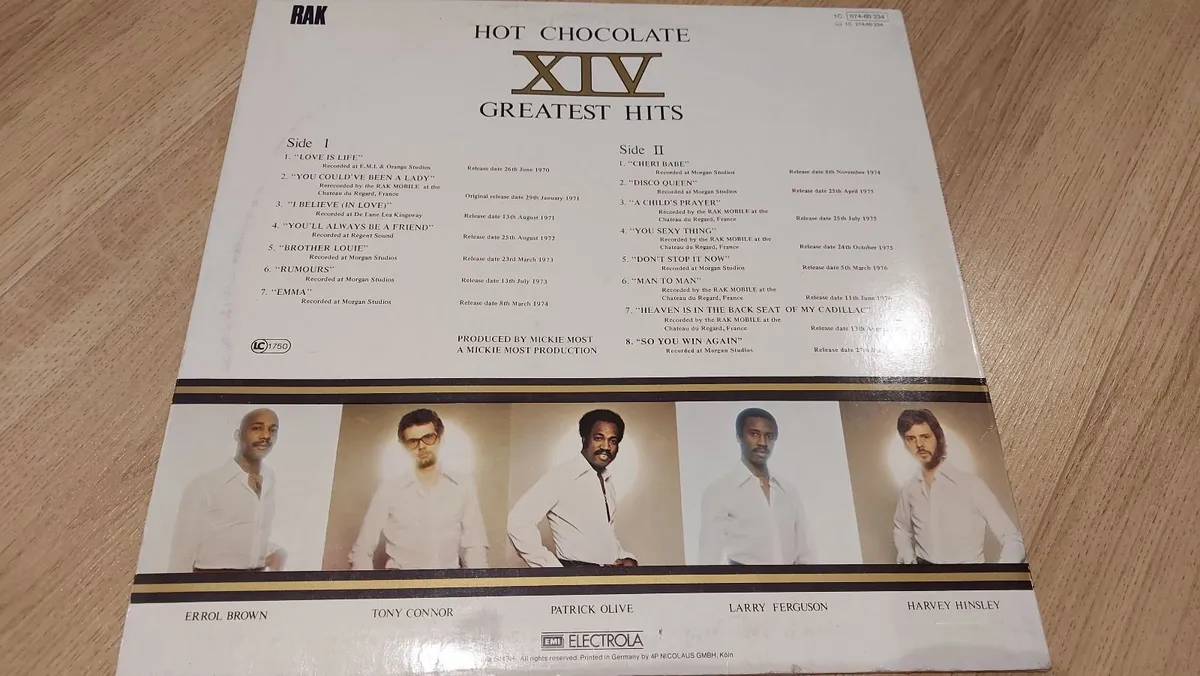 RAK
1C 074-60 234
HOT CHOCOLATE
XIV
GREATEST HITS
Side I
1. "LOVE IS LIFE"
Recorded at E.M.I. & Orange Studios
Release date 26th June 1970
2. "YOU COULD'VE BEEN A LADY"
Rerecorded by the RAK MOBILE at the
Chateau du Regard, France
Original release date 29th January 1971
3. "I BELIEVE (IN LOVE)"
Recorded at De Lane Lea Kingsway
Release date 13th August 1971
4. "YOU'LL ALWAYS BE A FRIEND"
Recorded at Regent Sound
Release date 25th August 1972
5. "BROTHER LOUIE"
Recorded at Morgan Studios
Release date 23rd March 1973
6. "RUMOURS"
Recorded at Morgan Studios
Release date 13th July 1973
7. "EMMA"
Recorded at Morgan Studios
Release date 8th March 1974
Side II
1. "CHERI BABE"
Recorded at Morgan Studios
Release date 8th November 1974
2. "DISCO QUEEN"
Recorded at Morgan Studios
Release date 25th April 1975
3. "A CHILD'S PRAYER"
Recorded by the RAK MOBILE at the
Chateau du Regard, France
Release date 25th July 1975
4. "YOU SEXY THING"
Recorded by the RAK MOBILE at the
Chateau du Regard, France
Release date 24th October 1975
5. "DON'T STOP IT NOW"
Recorded at Morgan Studios
Release date 5th March 1976
6. "MAN TO MAN"
Recorded by the RAK MOBILE at the
Chateau du Regard, France
Release date 11th June 1976
7. "HEAVEN IS IN THE BACK SEAT OF MY CADILLAC"
Recorded by the RAK MOBILE at the
Chateau du Regard, France
Release date 13th
8. "SO YOU WIN AGAIN"
Recorded at Morgan Studios
Release date
LC 1750
PRODUCED BY MICKIE MOST
A MICKIE MOST PRODUCTION
ERROL BROWN
TONY CONNOR
PATRICK OLIVE
LARRY FERGUSON
HARVEY HINSLEY
EMI ELECTROLA
GMBH · All rights reserved. Printed in Germany by 4P NICOLAUS GMBH, Köln